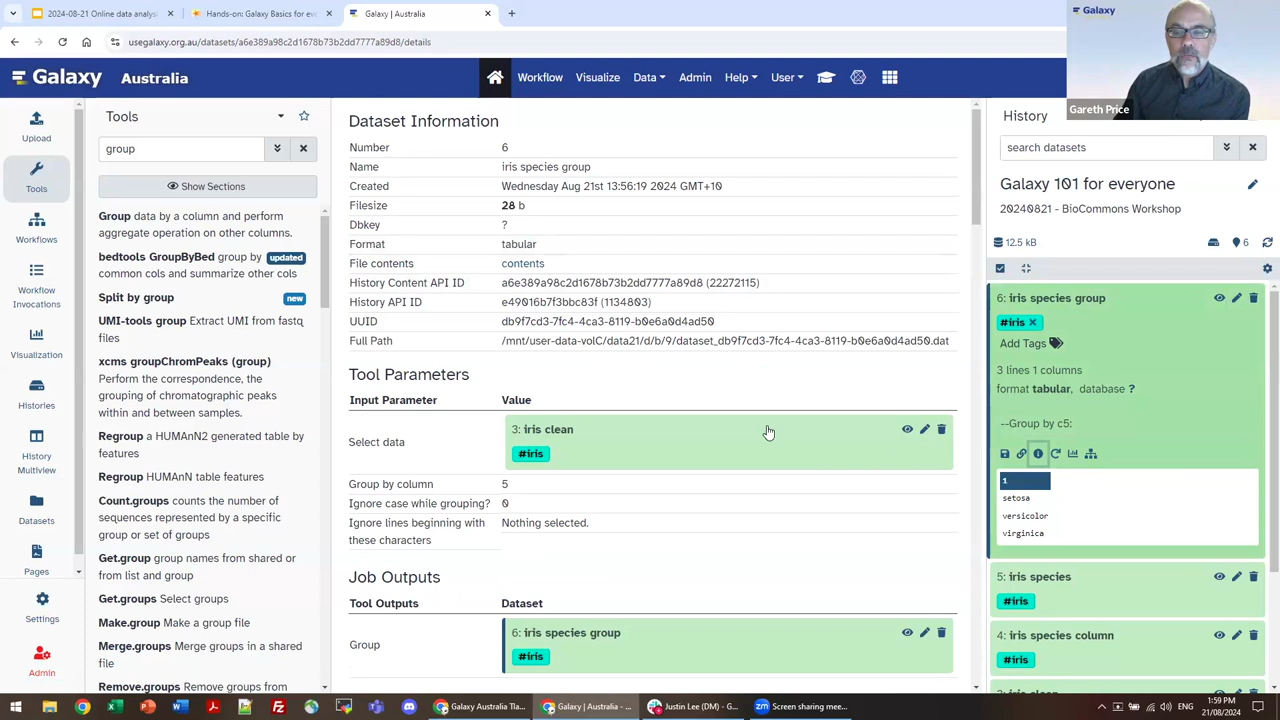 2024-08-21 Online data analys
Hands-on: Galaxy Basics for eve
Galaxy | Australia
usegalaxy.org.au/datasets/a6e389a98c2d1678b73b2dd7777a89d8/details
Galaxy Australia
Workflow Visualize Data Admin Help User
Galaxy
Gareth Price
Upload
Tools
Workflows
Workflow
Invocations
Visualization
Histories
History
Multiview
Datasets
Pages
Settings
Admin
Tools
group
Show Sections
Group data by a column and perform
aggregate operation on other columns.
bedtools GroupByBed group by updated
common cols and summarize other cols
Split by group new
UMI-tools group Extract UMI from fastq
files
xcms groupChromPeaks (group)
Perform the correspondence, the
grouping of chromatographic peaks
within and between samples.
Regroup a HUMAnN2 generated table by
features
Regroup HUMAnN table features
Count.groups counts the number of
sequences represented by a specific
group or set of groups
Get.group group names from shared or
from list and group
Get.groups Select groups
Make.group Make a group file
Merge.groups Merge groups in a shared
file
Remove.groups Remove groups from
Dataset Information
Number 6
Name iris species group
Created Wednesday Aug 21st 13:56:19 2024 GMT+10
Filesize 28 b
Dbkey ?
Format tabular
File contents contents
History Content API ID a6e389a98c2d1678b73b2dd7777a89d8 (22272115)
History API ID e49016b7f3bbc83f (1134803)
UUID db9f7cd3-7fc4-4ca3-8119-b0e6a0d4ad50
Full Path /mnt/user-data-volC/data21/d/b/9/dataset_db9f7cd3-7fc4-4ca3-8119-b0e6a0d4ad50.dat
Tool Parameters
Input Parameter Value
Select data
3: iris clean
#iris
Group by column 5
Ignore case while grouping? 0
Ignore lines beginning with Nothing selected.
these characters
Job Outputs
Tool Outputs Dataset
Group
6: iris species group
#iris
History
search datasets
Galaxy 101 for everyone
20240821 - BioCommons Workshop
12.5 kB 6
6: iris species group
#iris
Add Tags
3 lines 1 columns
format tabular, database ?
--Group by c5:
1
setosa
versicolor
virginica
5: iris species
#iris
4: iris species column
#iris
3: iris clean
Galaxy Australia Tla...
Galaxy | Australia - ...
Justin Lee (DM) - G...
Screen sharing mee...
1:59 PM
21/08/2024